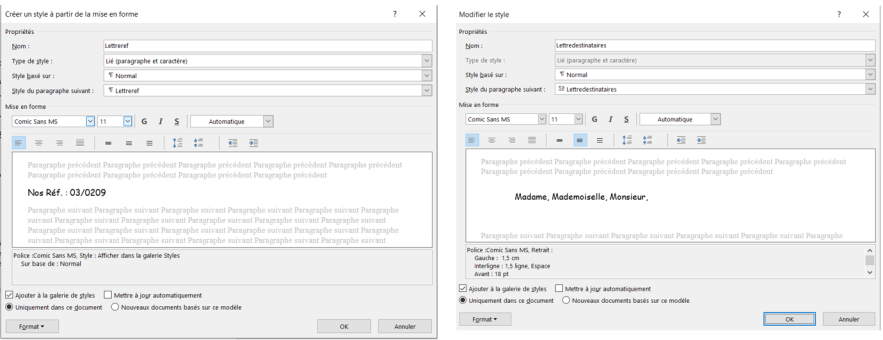 Créer un style à partir de la mise en forme
? ×
Propriétés
Nom :
Lettreref
Type de style :
Lié (paragraphe et caractère)
Style basé sur :
¶ Normal
Style du paragraphe suivant :
¶ Lettreref
Mise en forme
Comic Sans MS
11
G I S
Automatique
Paragraphe précédent Paragraphe précédent Paragraphe précédent Paragraphe précédent Paragraphe précédent
Paragraphe précédent Paragraphe précédent Paragraphe précédent
Nos Réf. : 03/0209
Paragraphe suivant Paragraphe suivant Paragraphe suivant Paragraphe suivant Paragraphe
suivant Paragraphe suivant Paragraphe suivant Paragraphe suivant Paragraphe suivant
Paragraphe suivant Paragraphe suivant Paragraphe suivant Paragraphe suivant Paragraphe
suivant Paragraphe suivant Paragraphe suivant Paragraphe suivant Paragraphe suivant
Police :Comic Sans MS, Style : Afficher dans la galerie Styles
Sur base de : Normal
Ajouter à la galerie de styles
Mettre à jour automatiquement
Uniquement dans ce document
Nouveaux documents basés sur ce modèle
Format
OK
Annuler
Modifier le style
? ×
Propriétés
Nom :
Lettredestinataires
Type de style :
Lié (paragraphe et caractère)
Style basé sur :
¶ Normal
Style du paragraphe suivant :
Lettredestinataires
Mise en forme
Comic Sans MS
11
G I S
Automatique
Paragraphe précédent Paragraphe précédent Paragraphe précédent Paragraphe précédent Paragraphe précédent
Paragraphe précédent Paragraphe précédent Paragraphe précédent
Madame, Mademoiselle, Monsieur,
Paragraphe suivant Paragraphe suivant Paragraphe suivant Paragraphe suivant Paragraphe
Police :Comic Sans MS, Retrait :
Gauche : 1,5 cm
Interligne : 1,5 ligne, Espace
Avant : 18 pt
Ajouter à la galerie de styles
Mettre à jour automatiquement
Uniquement dans ce document
Nouveaux documents basés sur ce modèle
Format
OK
Annuler